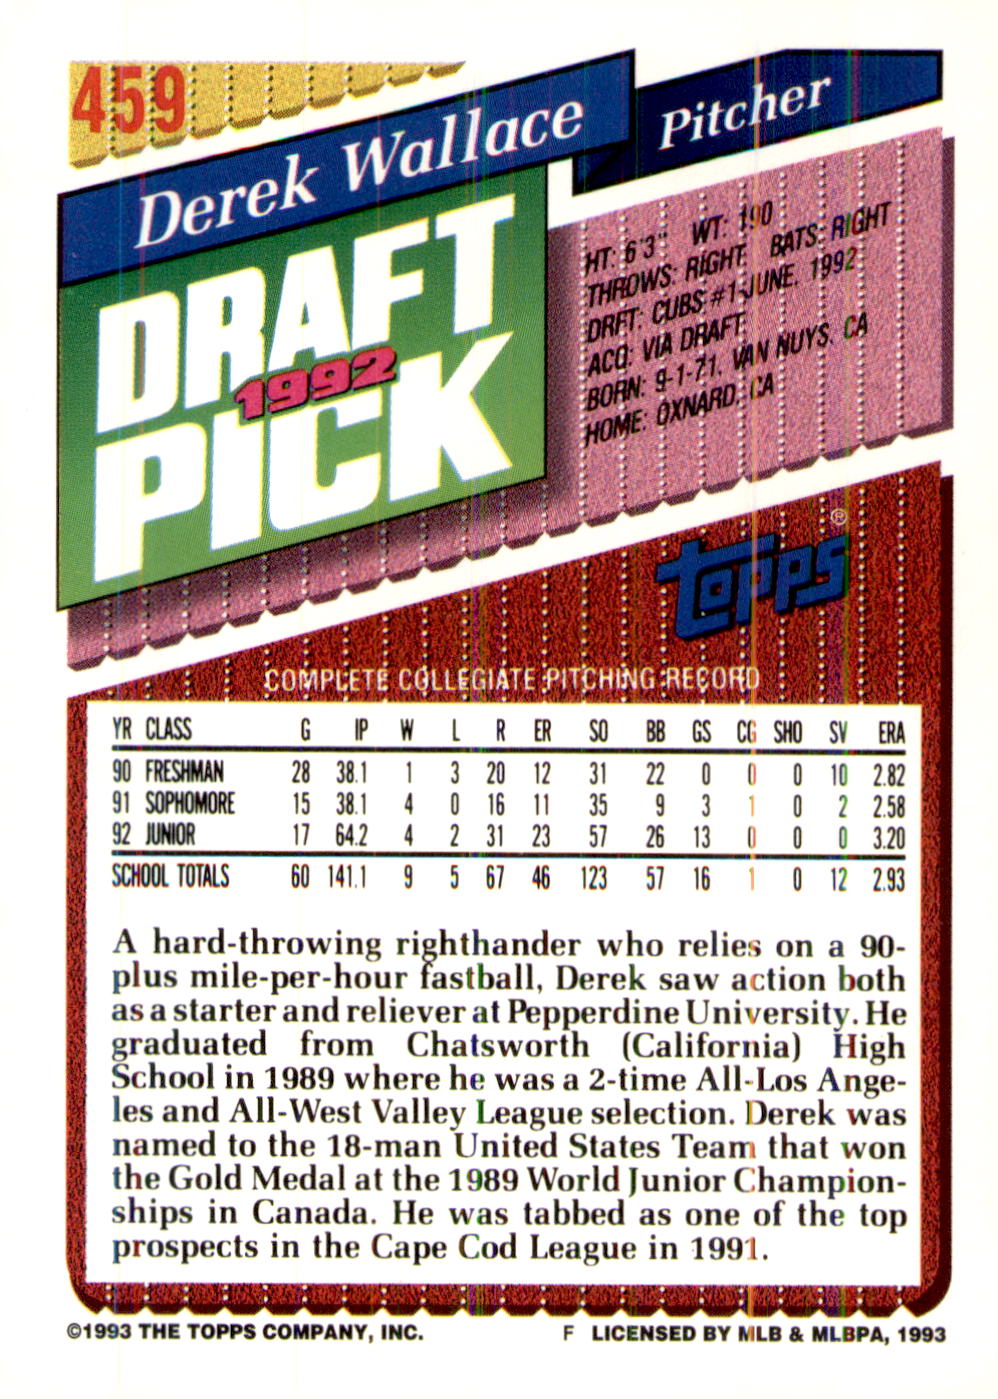 459
Derek Wallace
Pitcher
DRAFT
1992
PICK
HT: 6'3" WT: 190
THROWS: RIGHT BATS: RIGHT
DRFT: CUBS #1-JUNE, 1992
ACQ: VIA DRAFT
BORN: 9-1-71, VAN NUYS, CA
HOME: OXNARD, CA
topps®
COMPLETE COLLEGIATE PITCHING RECORD
YR CLASS G IP W L R ER SO BB GS CG SHO SV ERA
90 FRESHMAN 28 38.1 1 3 20 12 31 22 0 0 0 10 2.82
91 SOPHOMORE 15 38.1 4 0 16 11 35 9 3 1 0 2 2.58
92 JUNIOR 17 64.2 4 2 31 23 57 26 13 0 0 0 3.20
SCHOOL TOTALS 60 141.1 9 5 67 46 123 57 16 1 0 12 2.93
A hard-throwing righthander who relies on a 90-
plus mile-per-hour fastball, Derek saw action both
as a starter and reliever at Pepperdine University. He
graduated from Chatsworth (California) High
School in 1989 where he was a 2-time All-Los Ange-
les and All-West Valley League selection. Derek was
named to the 18-man United States Team that won
the Gold Medal at the 1989 World Junior Champion-
ships in Canada. He was tabbed as one of the top
prospects in the Cape Cod League in 1991.
©1993 THE TOPPS COMPANY, INC. F LICENSED BY MLB & MLBPA, 1993